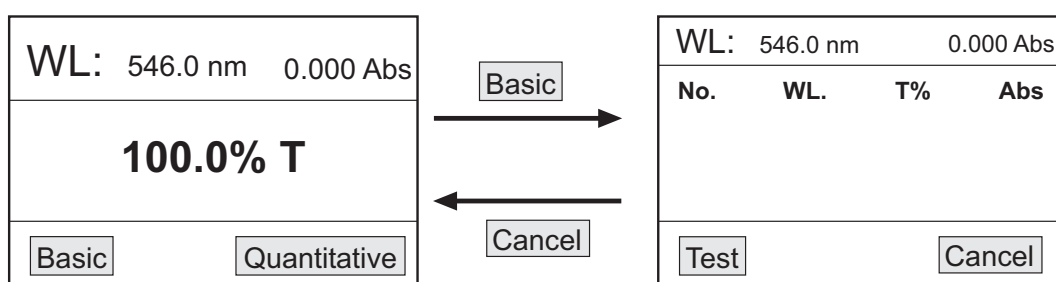 WL: 546.0 nm 0.000 Abs
100.0% T
Basic Quantitative
Basic
Cancel
WL: 546.0 nm 0.000 Abs
No. WL. T% Abs
Test Cancel